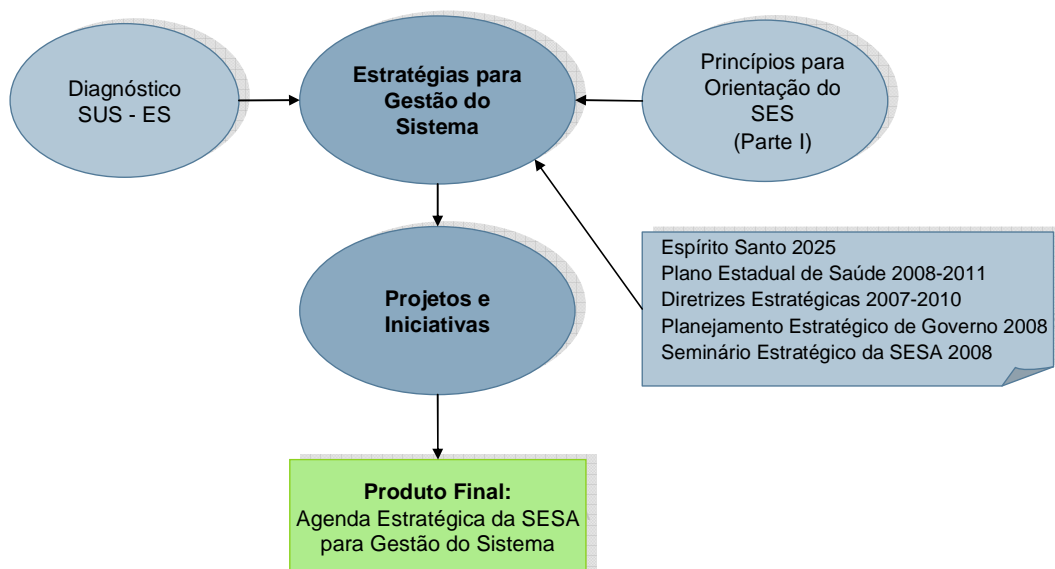 Diagnóstico
SUS - ES
Estratégias para
Gestão do
Sistema
Princípios para
Orientação do
SES
(Parte I)
Espírito Santo 2025
Plano Estadual de Saúde 2008-2011
Diretrizes Estratégicas 2007-2010
Planejamento Estratégico de Governo 2008
Seminário Estratégico da SESA 2008
Projetos e
Iniciativas
Produto Final:
Agenda Estratégica da SESA
para Gestão do Sistema